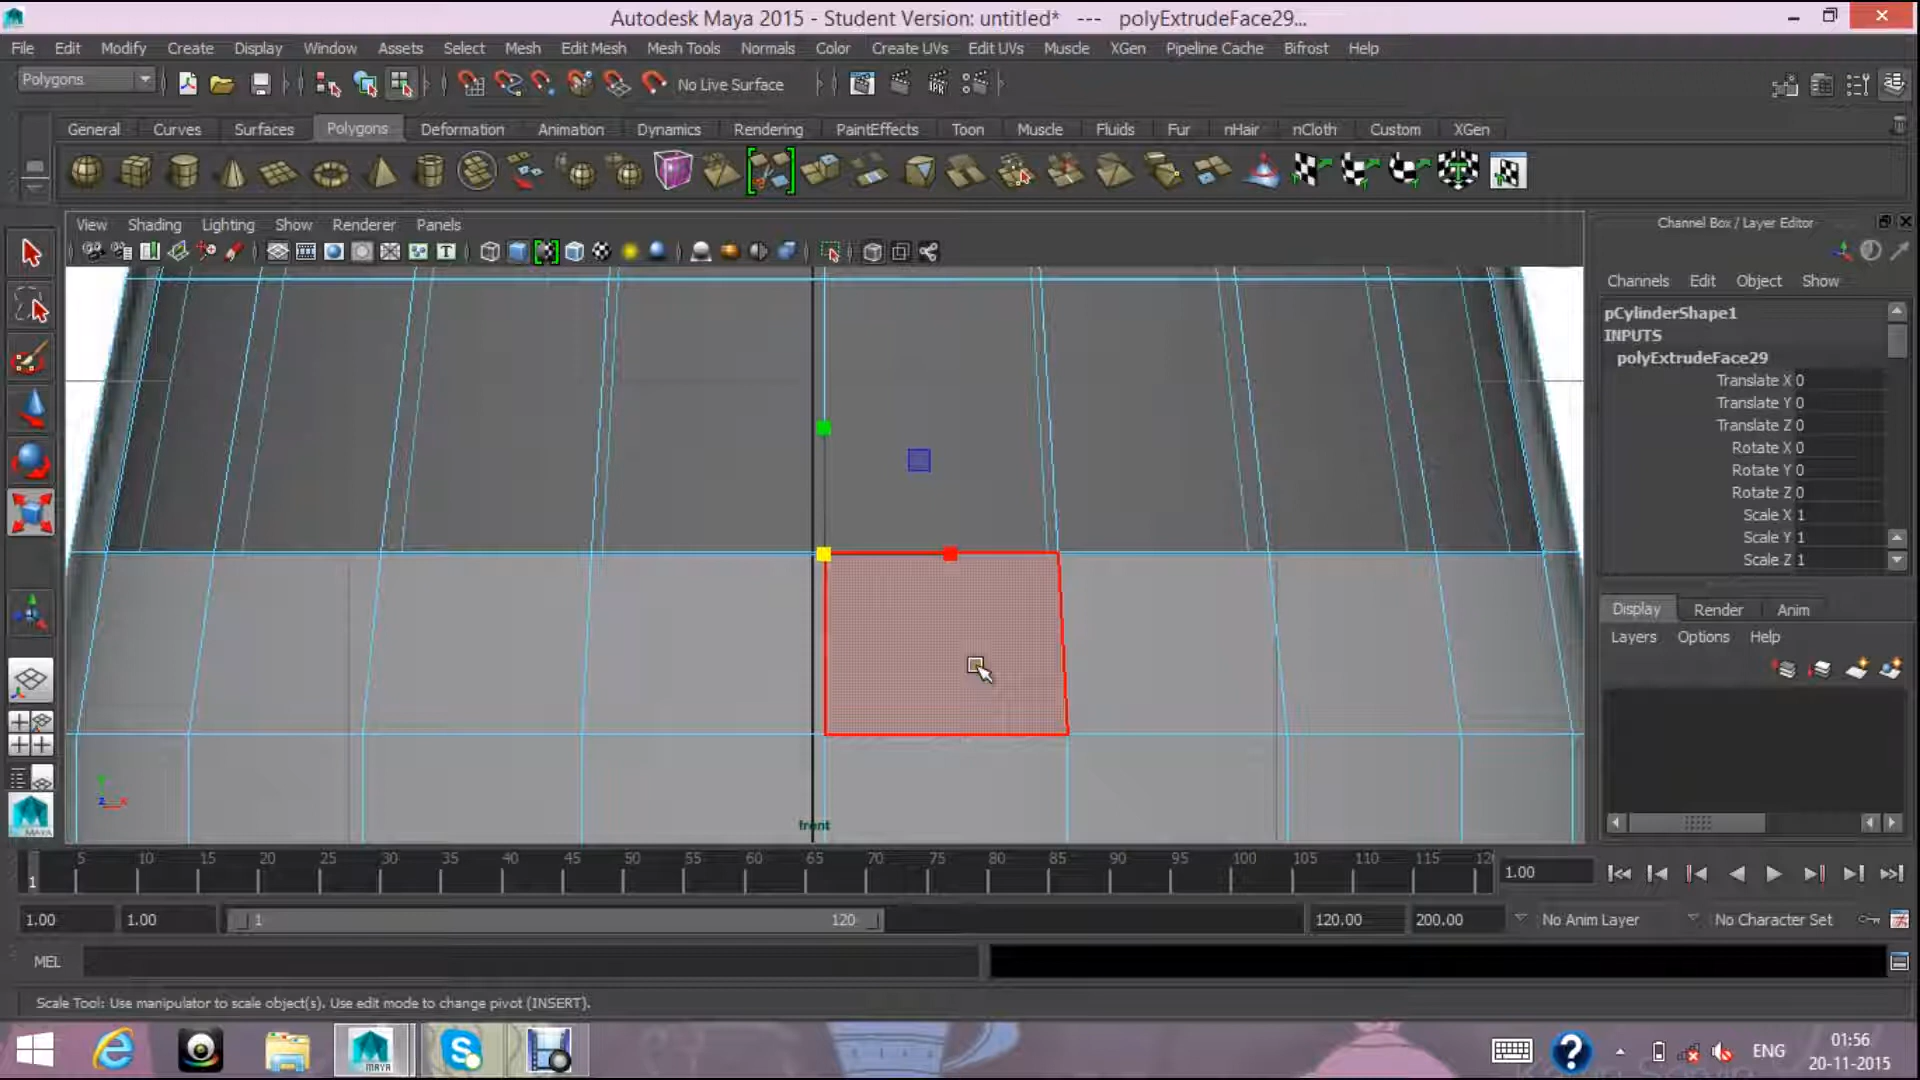 Autodesk Maya 2015 - Student Version: untitled* --- polyExtrudeFace29...
File Edit Modify Create Display Window Assets Select Mesh Edit Mesh Mesh Tools Normals Color Create UVs Edit UVs Muscle XGen Pipeline Cache Bifrost Help
Polygons No Live Surface
General Curves Surfaces Polygons Deformation Animation Dynamics Rendering PaintEffects Toon Muscle Fluids Fur nHair nCloth Custom XGen
View Shading Lighting Show Renderer Panels
Channel Box / Layer Editor
Channels Edit Object Show
pCylinderShape1
INPUTS
polyExtrudeFace29
Translate X 0
Translate Y 0
Translate Z 0
Rotate X 0
Rotate Y 0
Rotate Z 0
Scale X 1
Scale Y 1
Scale Z 1
Display Render Anim
Layers Options Help
front
5 10 15 20 25 30 35 40 45 50 55 60 65 70 75 80 85 90 95 100 105 110 115
1
1.00
1.00 1.00 1 120 120.00 200.00 No Anim Layer No Character Set
MEL
Scale Tool: Use manipulator to scale object(s). Use edit mode to change pivot (INSERT).
ENG
01:56
20-11-2015